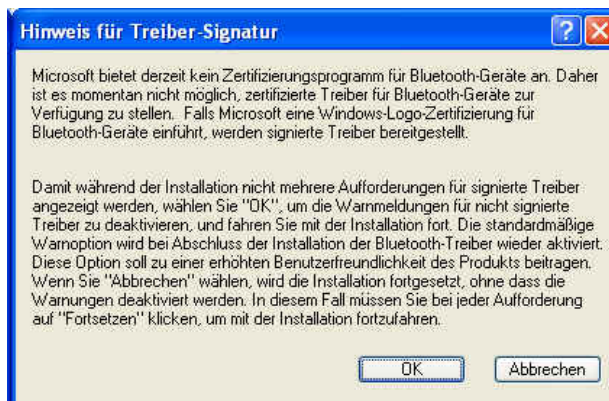 Hinweis für Treiber-Signatur
Microsoft bietet derzeit kein Zertifizierungsprogramm für Bluetooth-Geräte an. Daher
ist es momentan nicht möglich, zertifizierte Treiber für Bluetooth-Geräte zur
Verfügung zu stellen. Falls Microsoft eine Windows-Logo-Zertifizierung für
Bluetooth-Geräte einführt, werden signierte Treiber bereitgestellt.
Damit während der Installation nicht mehrere Aufforderungen für signierte Treiber
angezeigt werden, wählen Sie "OK", um die Warnmeldungen für nicht signierte
Treiber zu deaktivieren, und fahren Sie mit der Installation fort. Die standardmäßige
Warnoption wird bei Abschluss der Installation der Bluetooth-Treiber wieder aktiviert.
Diese Option soll zu einer erhöhten Benutzerfreundlichkeit des Produkts beitragen.
Wenn Sie "Abbrechen" wählen, wird die Installation fortgesetzt, ohne dass die
Warnungen deaktiviert werden. In diesem Fall müssen Sie bei jeder Aufforderung
auf "Fortsetzen" klicken, um mit der Installation fortzufahren.
OK Abbrechen